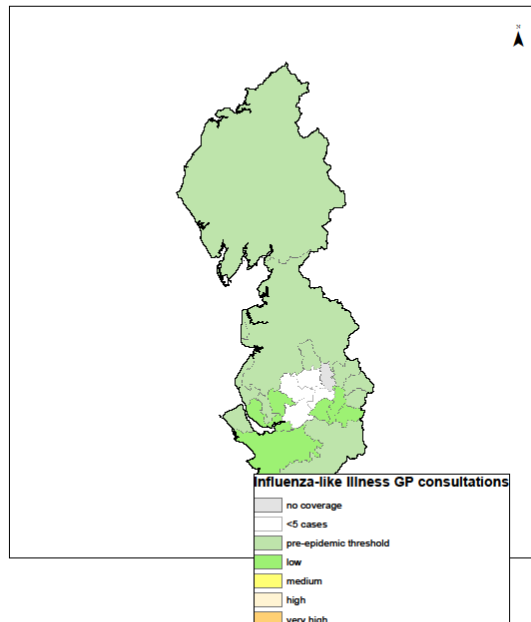 N
Influenza-like Illness GP consultations
no coverage
<5 cases
pre-epidemic threshold
low
medium
high
very high